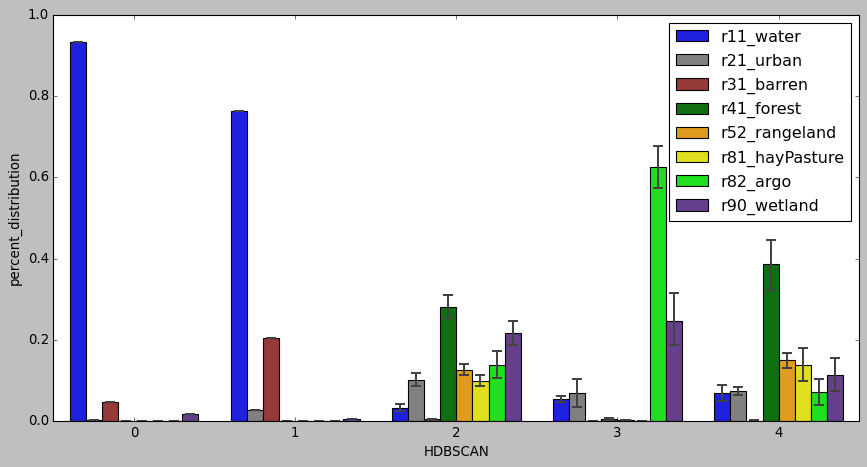 1.0
0.8
0.6
0.4
0.2
0.0
percent_distribution
r11_water
r21_urban
r31_barren
r41_forest
r52_rangeland
r81_hayPasture
r82_argo
r90_wetland
0 1 2 3 4
HDBSCAN